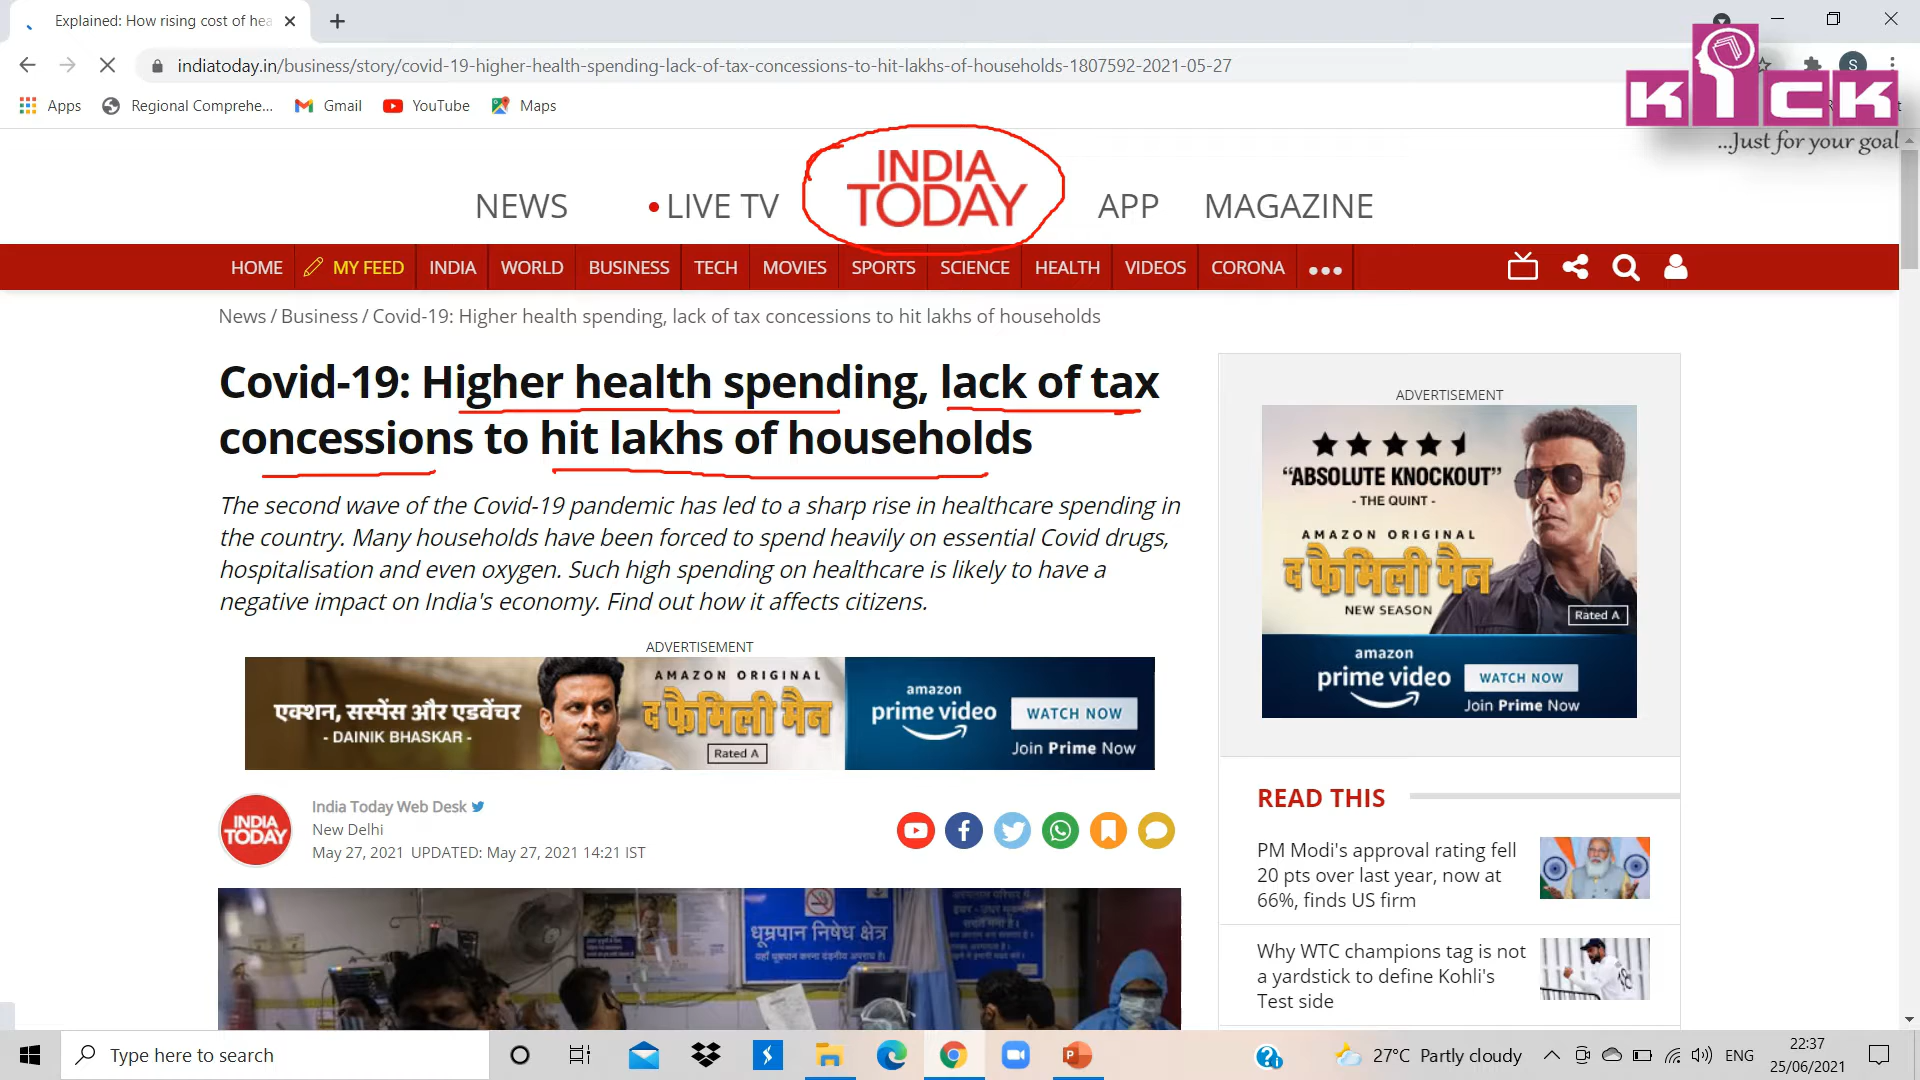 Explained: How rising cost of hea
indiatoday.in/business/story/covid-19-higher-health-spending-lack-of-tax-concessions-to-hit-lakhs-of-households-1807592-2021-05-27
S
Apps
Regional Comprehe...
Gmail
YouTube
Maps
KICK
...Just for your goal
NEWS
LIVE TV
INDIA
TODAY
APP
MAGAZINE
HOME
MY FEED
INDIA
WORLD
BUSINESS
TECH
MOVIES
SPORTS
SCIENCE
HEALTH
VIDEOS
CORONA
News / Business / Covid-19: Higher health spending, lack of tax concessions to hit lakhs of households
Covid-19: Higher health spending, lack of tax
concessions to hit lakhs of households
The second wave of the Covid-19 pandemic has led to a sharp rise in healthcare spending in
the country. Many households have been forced to spend heavily on essential Covid drugs,
hospitalisation and even oxygen. Such high spending on healthcare is likely to have a
negative impact on India's economy. Find out how it affects citizens.
ADVERTISEMENT
एक्शन, सस्पेंस और एडवेंचर
- DAINIK BHASKAR -
AMAZON ORIGINAL
द फैमिली मैन
Rated A
amazon
prime video
WATCH NOW
Join Prime Now
INDIA
TODAY
India Today Web Desk
New Delhi
May 27, 2021 UPDATED: May 27, 2021 14:21 IST
धूम्रपान निषेध क्षेत्र
यहाँ धूम्रपान करना दंडनीय अपराध है।
ADVERTISEMENT
"ABSOLUTE KNOCKOUT"
- THE QUINT -
AMAZON ORIGINAL
द फैमिली मैन
NEW SEASON
Rated A
amazon
prime video
WATCH NOW
Join Prime Now
READ THIS
PM Modi's approval rating fell
20 pts over last year, now at
66%, finds US firm
Why WTC champions tag is not
a yardstick to define Kohli's
Test side
Type here to search
27°C Partly cloudy
ENG
22:37
25/06/2021